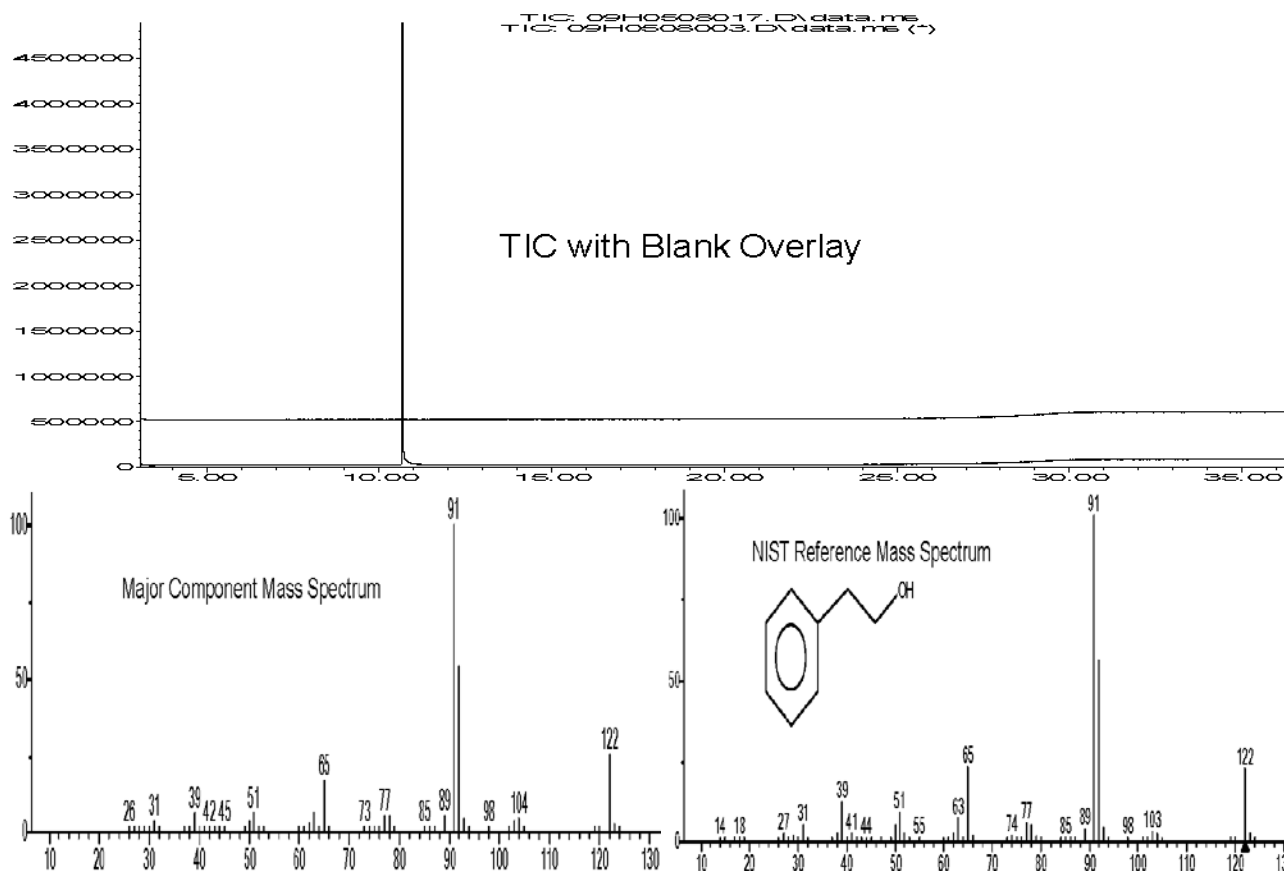 TIC: 09H0508017.D\data.ms
TIC: 09H0508003.D\data.ms (*)
4500000
4000000
3500000
3000000
2500000
2000000
1500000
1000000
500000
0
TIC with Blank Overlay
5.00 10.00 15.00 20.00 25.00 30.00 35.00
100
50
0
Major Component Mass Spectrum
91
122
65
26 31 39 42 45 51 73 77 85 89 98 104
10 20 30 40 50 60 70 80 90 100 110 120 130
100
50
0
NIST Reference Mass Spectrum
OH
91
122
65
14 18 27 31 39 41 44 51 55 63 74 77 85 89 98 103
10 20 30 40 50 60 70 80 90 100 110 120 130